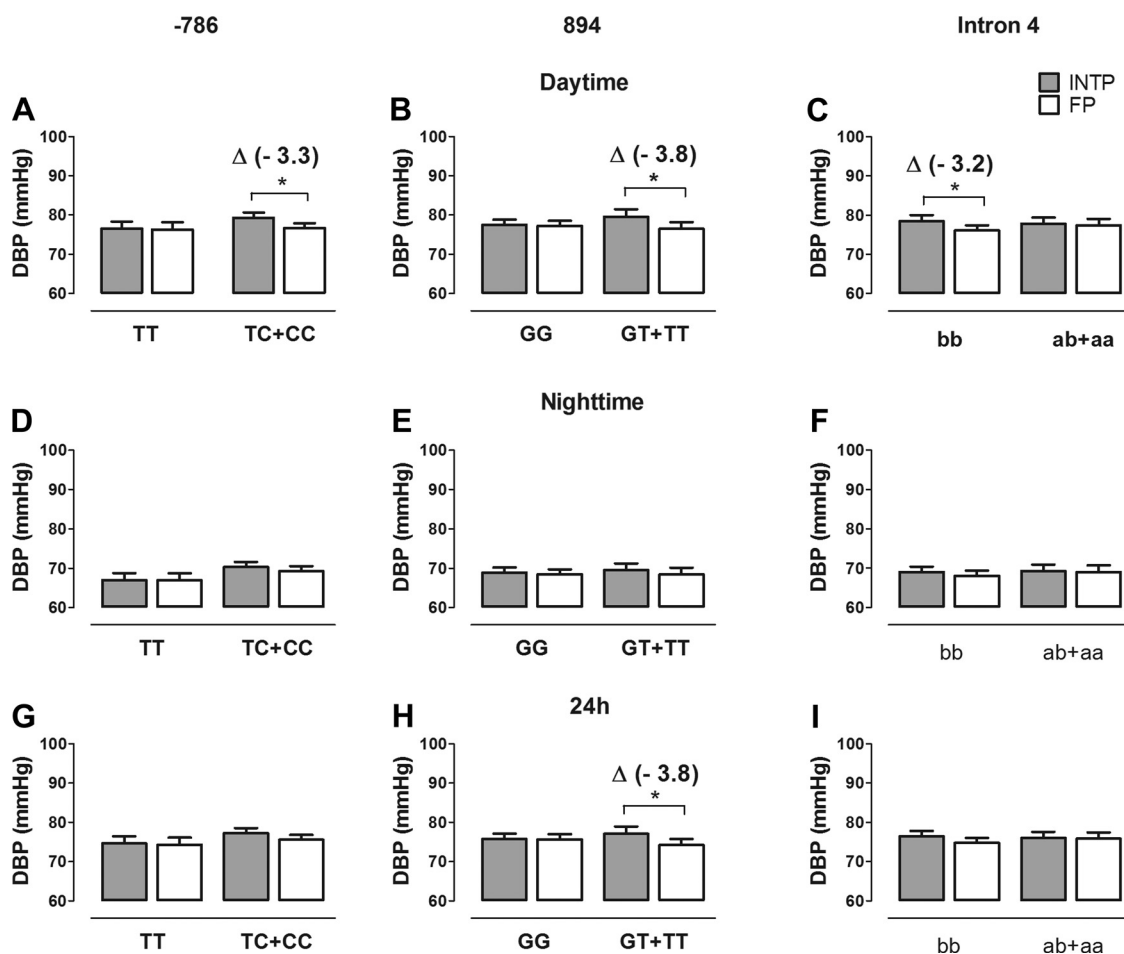 -786 894 Intron 4
Daytime
INTP
FP
A B C
100 100 100
Δ (- 3.3) Δ (- 3.8) Δ (- 3.2)
* * *
90 90 90
80 80 80
70 70 70
60 60 60
DBP (mmHg) DBP (mmHg) DBP (mmHg)
TT TC+CC GG GT+TT bb ab+aa
Nighttime
D E F
100 100 100
90 90 90
80 80 80
70 70 70
60 60 60
DBP (mmHg) DBP (mmHg) DBP (mmHg)
TT TC+CC GG GT+TT bb ab+aa
24h
G H I
100 100 100
Δ (- 3.8)
*
90 90 90
80 80 80
70 70 70
60 60 60
DBP (mmHg) DBP (mmHg) DBP (mmHg)
TT TC+CC GG GT+TT bb ab+aa